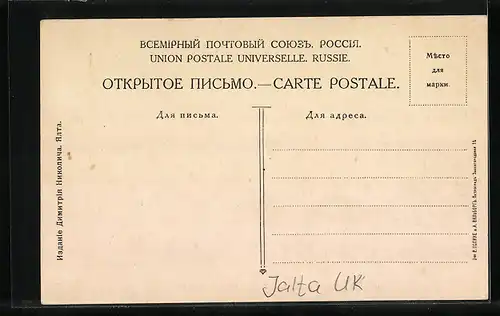 ВСЕМІРНЫЙ ПОЧТОВЫЙ СОЮЗЪ. РОССІЯ.
UNION POSTALE UNIVERSELLE. RUSSIE.
ОТКРЫТОЕ ПИСЬМО.—CARTE POSTALE.
Мѣсто
для
марки.
Для письма.
Для адреса.
Изданіе Димитрія Николича. Ялта.
Jalta UK